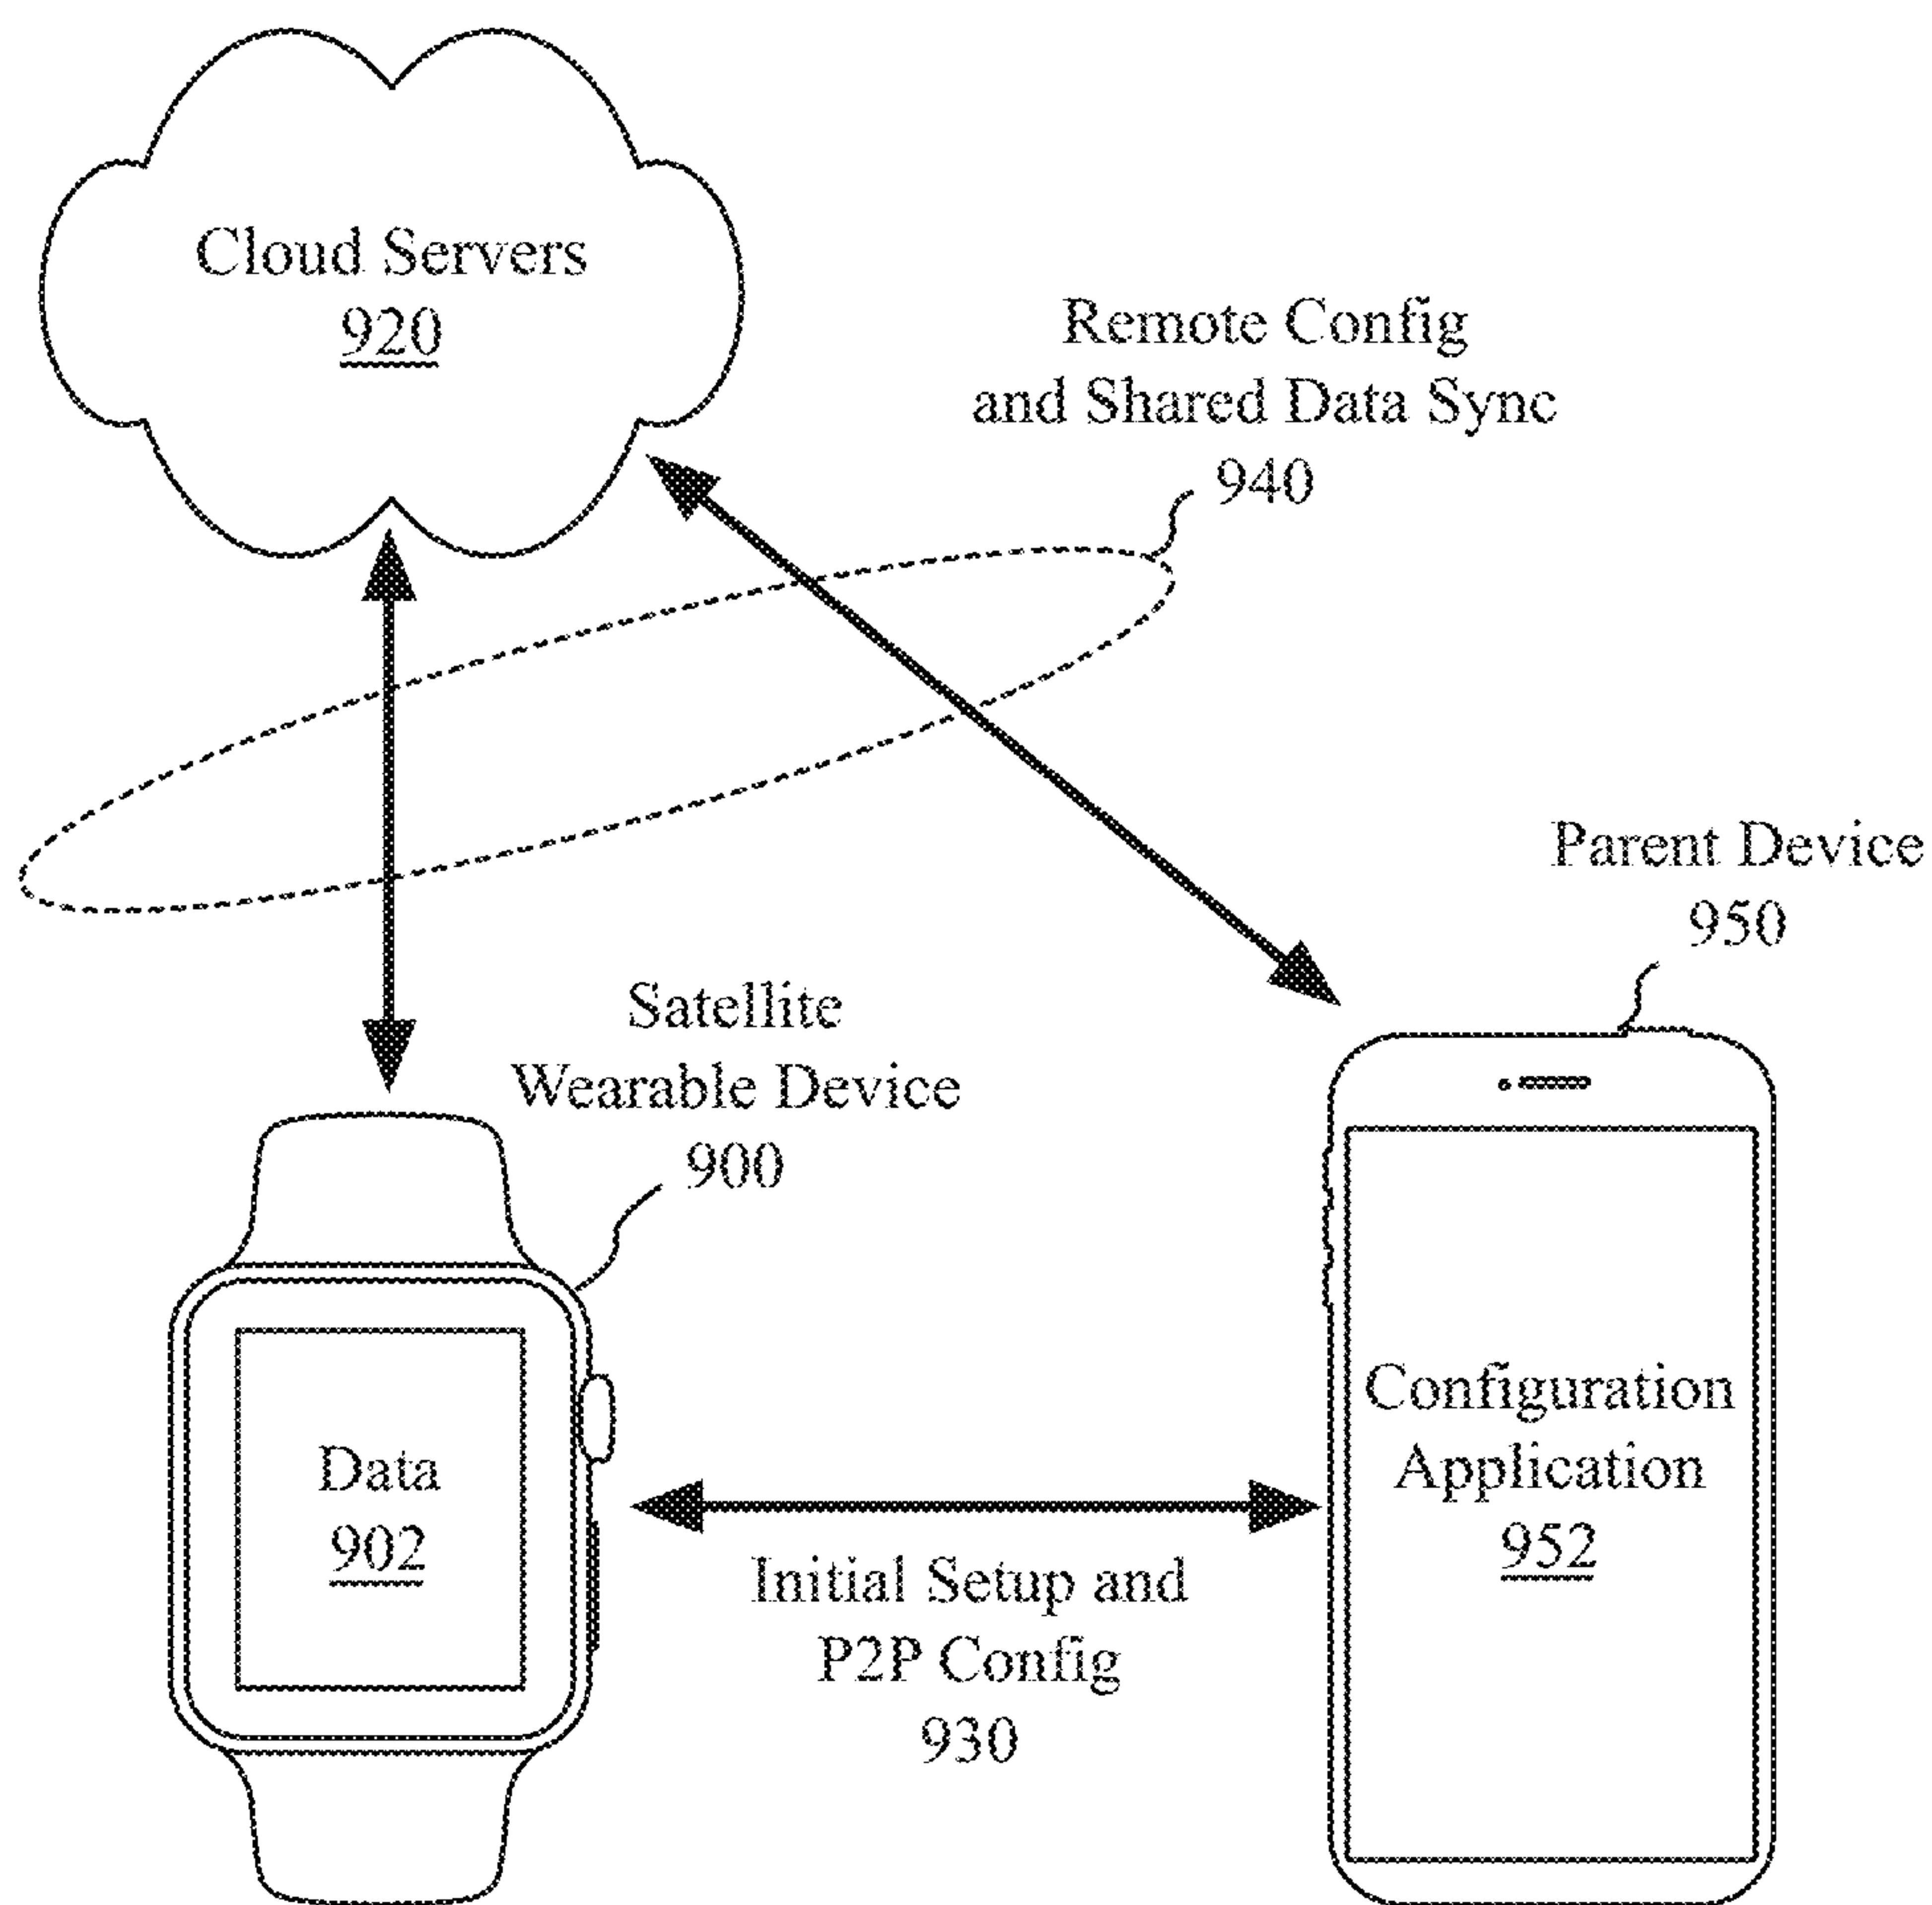 Cloud Servers
920
Remote Config
and Shared Data Sync
940
Parent Device
950
Satellite
Wearable Device
900
Data
902
Configuration
Application
952
Initial Setup and
P2P Config
930